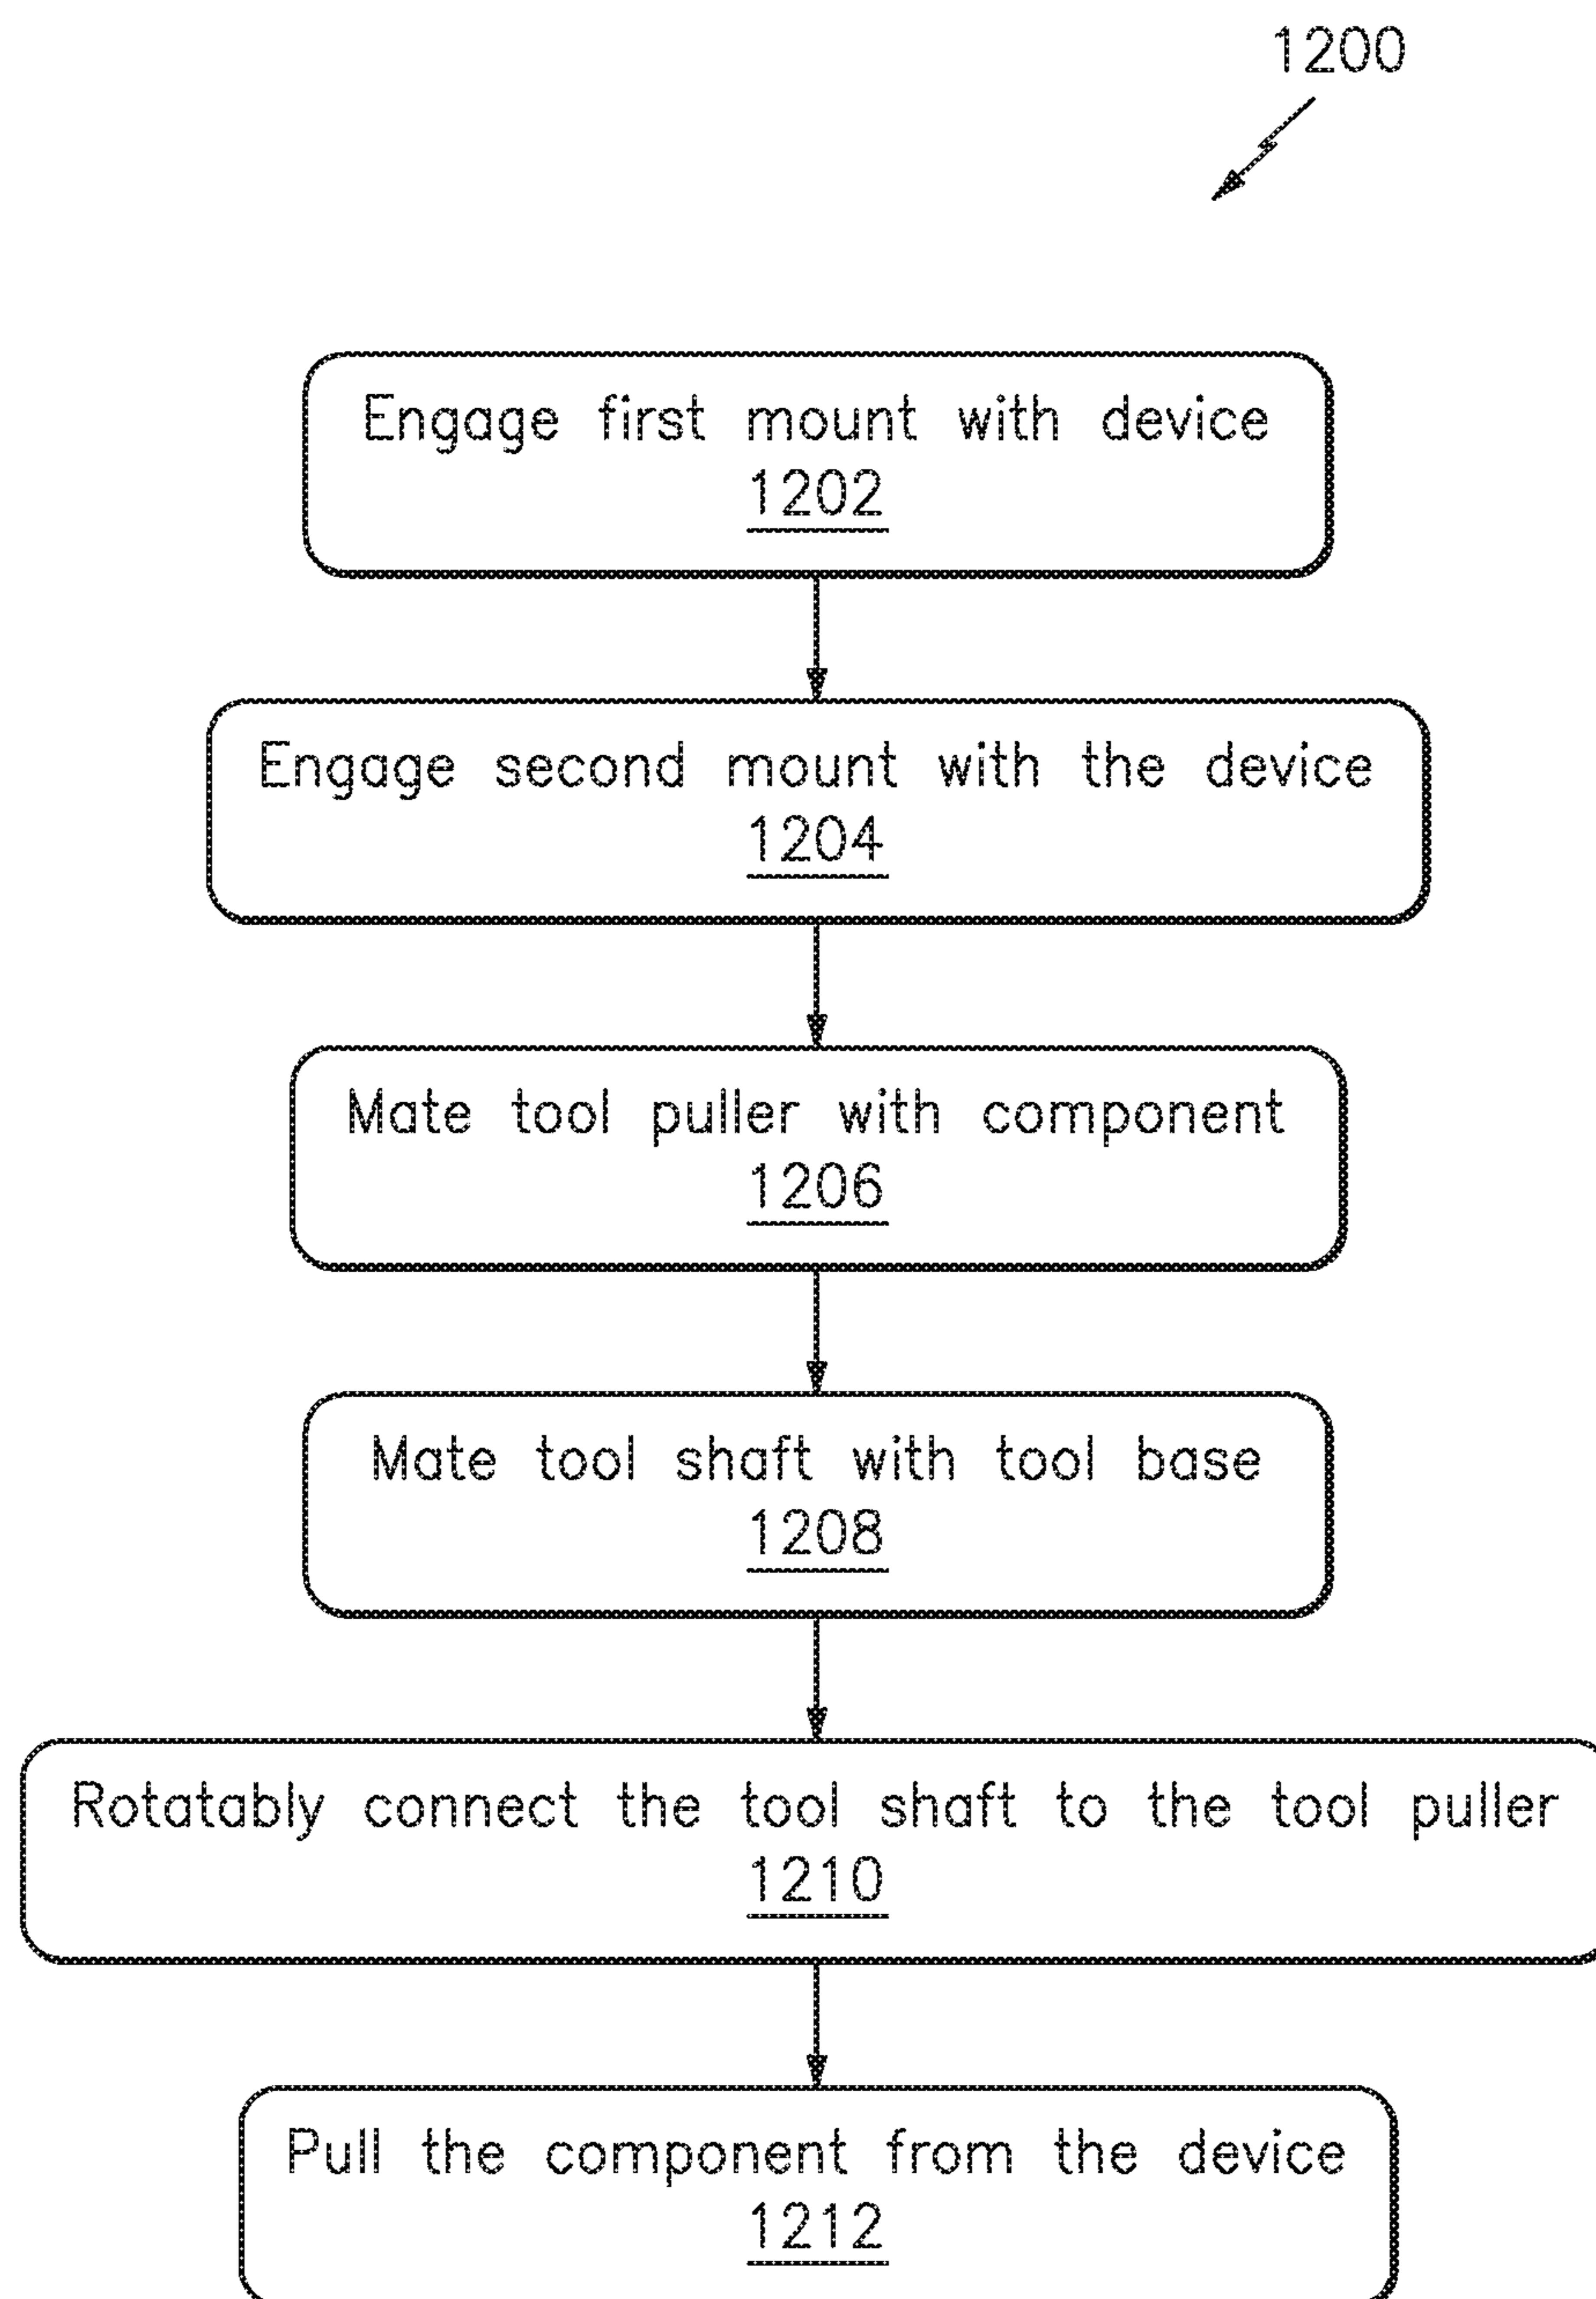 1200
Engage first mount with device
1202
Engage second mount with the device
1204
Mate tool puller with component
1206
Mate tool shaft with tool base
1208
Rotatably connect the tool shaft to the tool puller
1210
Pull the component from the device
1212